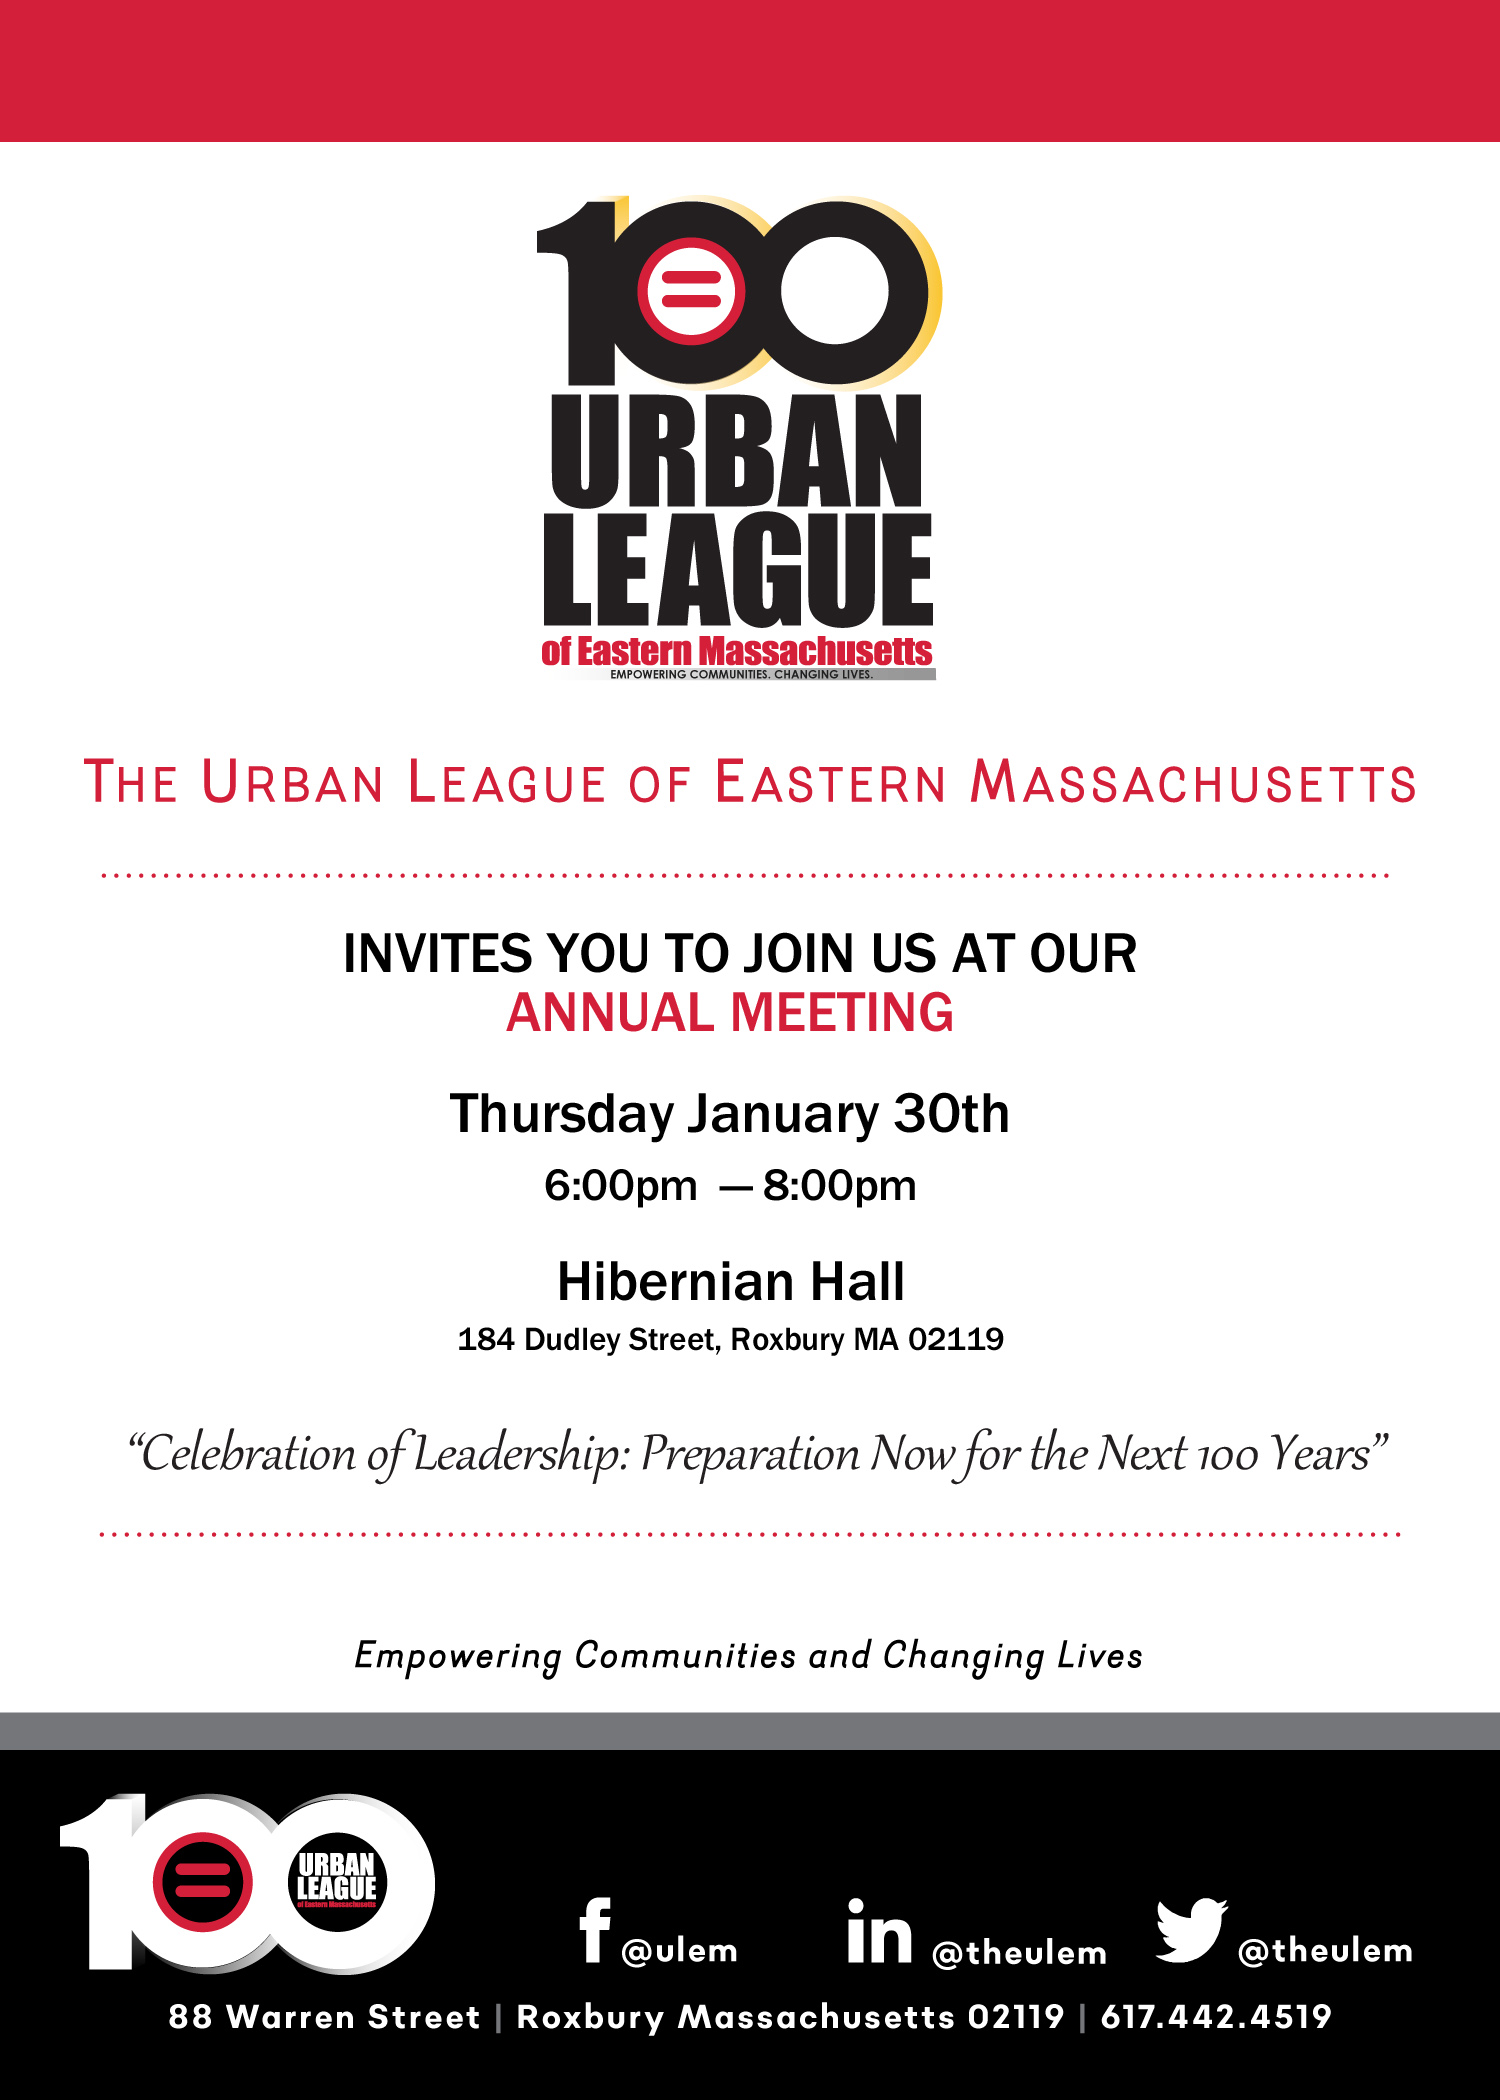 100
URBAN
LEAGUE
of Eastern Massachusetts
EMPOWERING COMMUNITIES. CHANGING LIVES.
THE URBAN LEAGUE OF EASTERN MASSACHUSETTS
INVITES YOU TO JOIN US AT OUR
ANNUAL MEETING
Thursday January 30th
6:00pm — 8:00pm
Hibernian Hall
184 Dudley Street, Roxbury MA 02119
“Celebration of Leadership: Preparation Now for the Next 100 Years”
Empowering Communities and Changing Lives
100
URBAN
LEAGUE
of Eastern Massachusetts
f @ulem in @theulem @theulem
88 Warren Street | Roxbury Massachusetts 02119 | 617.442.4519